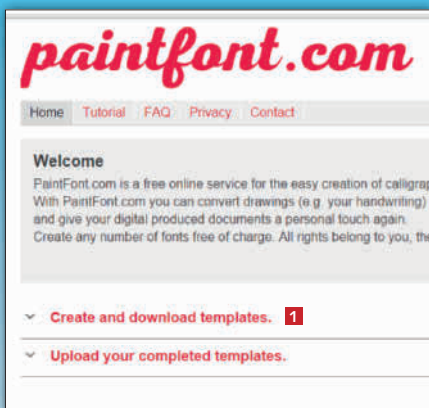 paintfont.com
Home Tutorial FAQ Privacy Contact
Welcome
PaintFont.com is a free online service for the easy creation of calligrap
With PaintFont.com you can convert drawings (e.g. your handwriting)
and give your digital produced documents a personal touch again.
Create any number of fonts free of charge. All rights belong to you, the
Create and download templates. 1
Upload your completed templates.